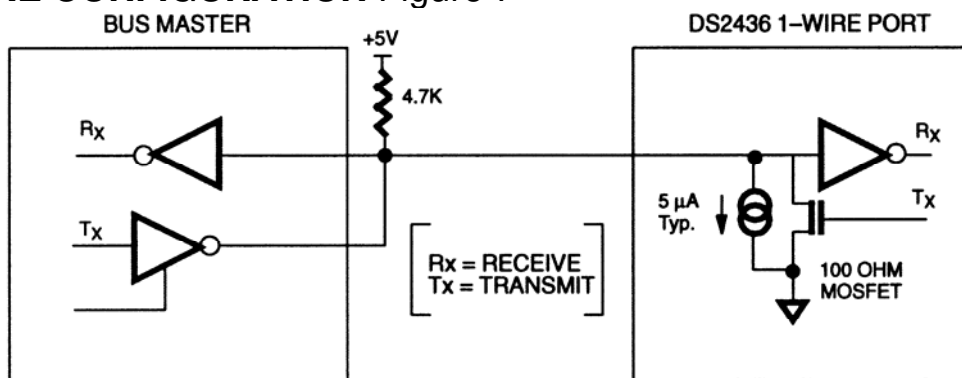 BUS MASTER
DS2436 1–WIRE PORT
+5V
4.7K
RX
TX
RX
TX
5 µA
Typ.
100 OHM
MOSFET
Rx = RECEIVE
Tx = TRANSMIT